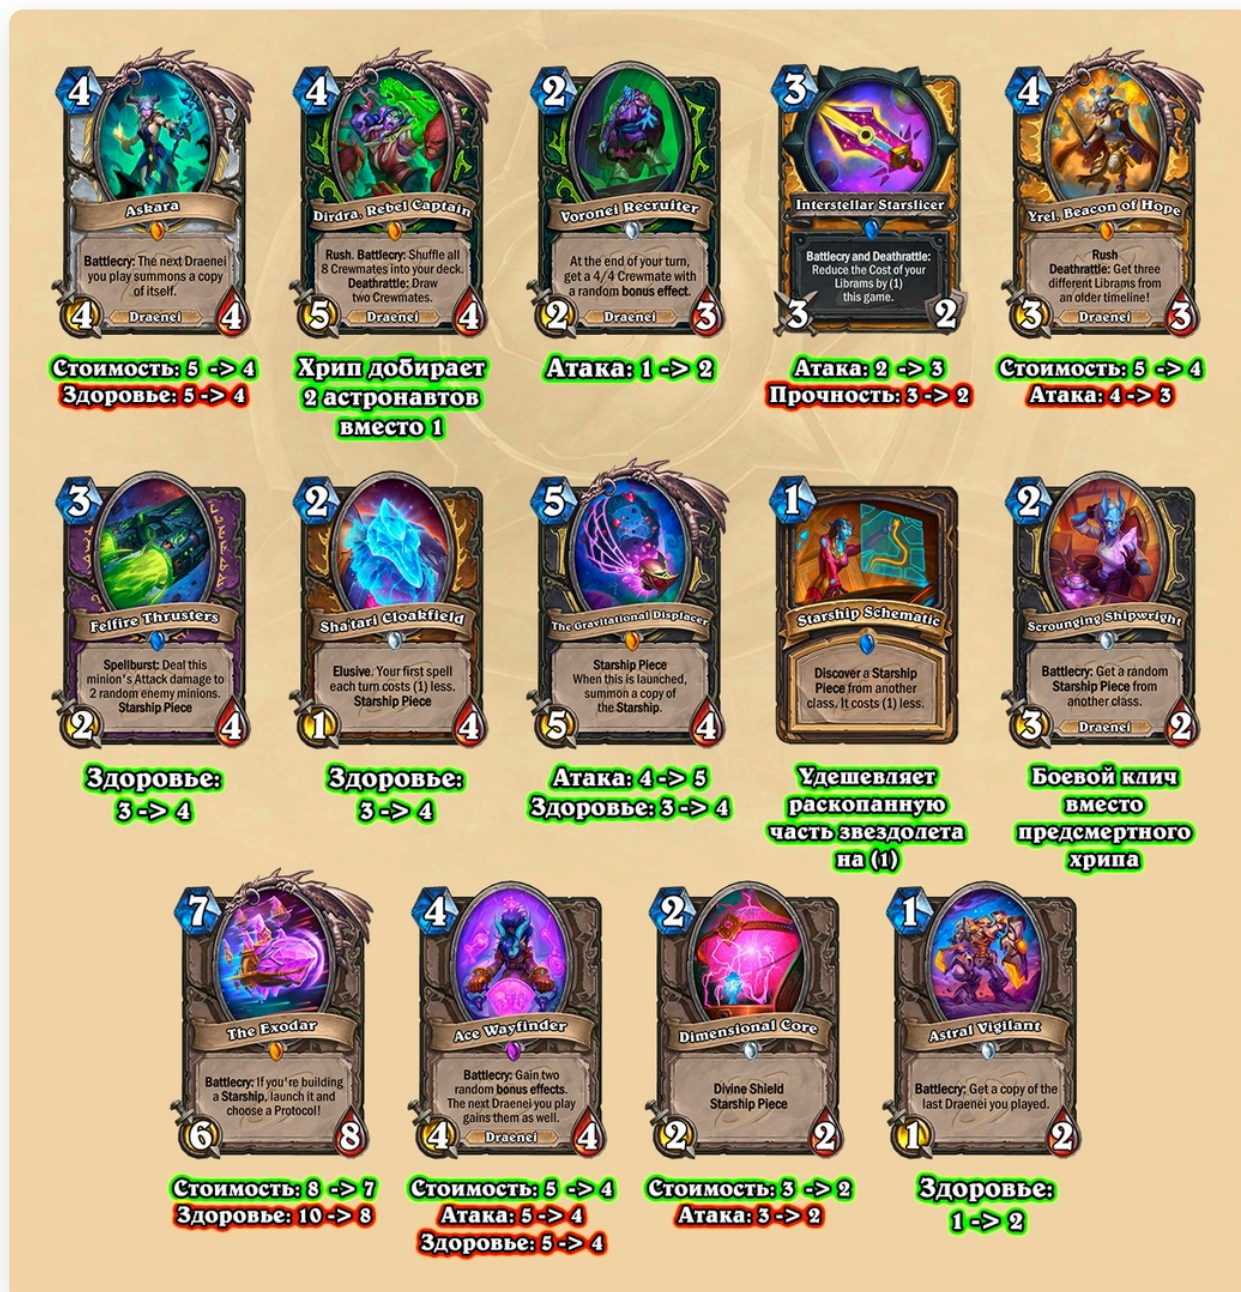 4
Askara
Battlecry: The next Draenei
you play summons a copy
of itself.
4
Draenei
4
Стоимость: 5 -> 4
Здоровье: 5 -> 4
4
Dirdra, Rebel Captain
Rush. Battlecry: Shuffle all
8 Crewmates into your deck.
Deathrattle: Draw
two Crewmates.
5
Draenei
4
Хрип добирает
2 астронавтов
вместо 1
2
Voronei Recruiter
At the end of your turn,
get a 4/4 Crewmate with
a random bonus effect.
2
Draenei
3
Атака: 1 -> 2
3
Interstellar Starslicer
Battlecry and Deathrattle:
Reduce the Cost of your
Librams by (1)
this game.
3
2
Атака: 2 -> 3
Прочность: 3 -> 2
4
Yrel, Beacon of Hope
Rush
Deathrattle: Get three
different Librams from
an older timeline!
3
Draenei
3
Стоимость: 5 -> 4
Атака: 4 -> 3
3
Felfire Thrusters
Spellburst: Deal this
minion's Attack damage to
2 random enemy minions.
Starship Piece
2
4
Здоровье:
3 -> 4
2
Sha'tari Cloakfield
Elusive. Your first spell
each turn costs (1) less.
Starship Piece
1
4
Здоровье:
3 -> 4
5
The Gravitational Displacer
Starship Piece
When this is launched,
summon a copy of
the Starship.
5
4
Атака: 4 -> 5
Здоровье: 3 -> 4
1
Starship Schematic
Discover a Starship
Piece from another
class. It costs (1) less.
Удешевляет
раскопанную
часть звездолета
на (1)
2
Scrounging Shipwright
Battlecry: Get a random
Starship Piece from
another class.
3
Draenei
2
Боевой клич
вместо
предсмертного
хрипа
7
The Exodar
Battlecry: If you're building
a Starship, launch it and
choose a Protocol!
6
8
Стоимость: 8 -> 7
Здоровье: 10 -> 8
4
Ace Wayfinder
Battlecry: Gain two
random bonus effects.
The next Draenei you play
gains them as well.
4
Draenei
4
Стоимость: 5 -> 4
Атака: 5 -> 4
Здоровье: 5 -> 4
2
Dimensional Core
Divine Shield
Starship Piece
2
2
Стоимость: 3 -> 2
Атака: 3 -> 2
1
Astral Vigilant
Battlecry: Get a copy of the
last Draenei you played.
1
2
Здоровье:
1 -> 2